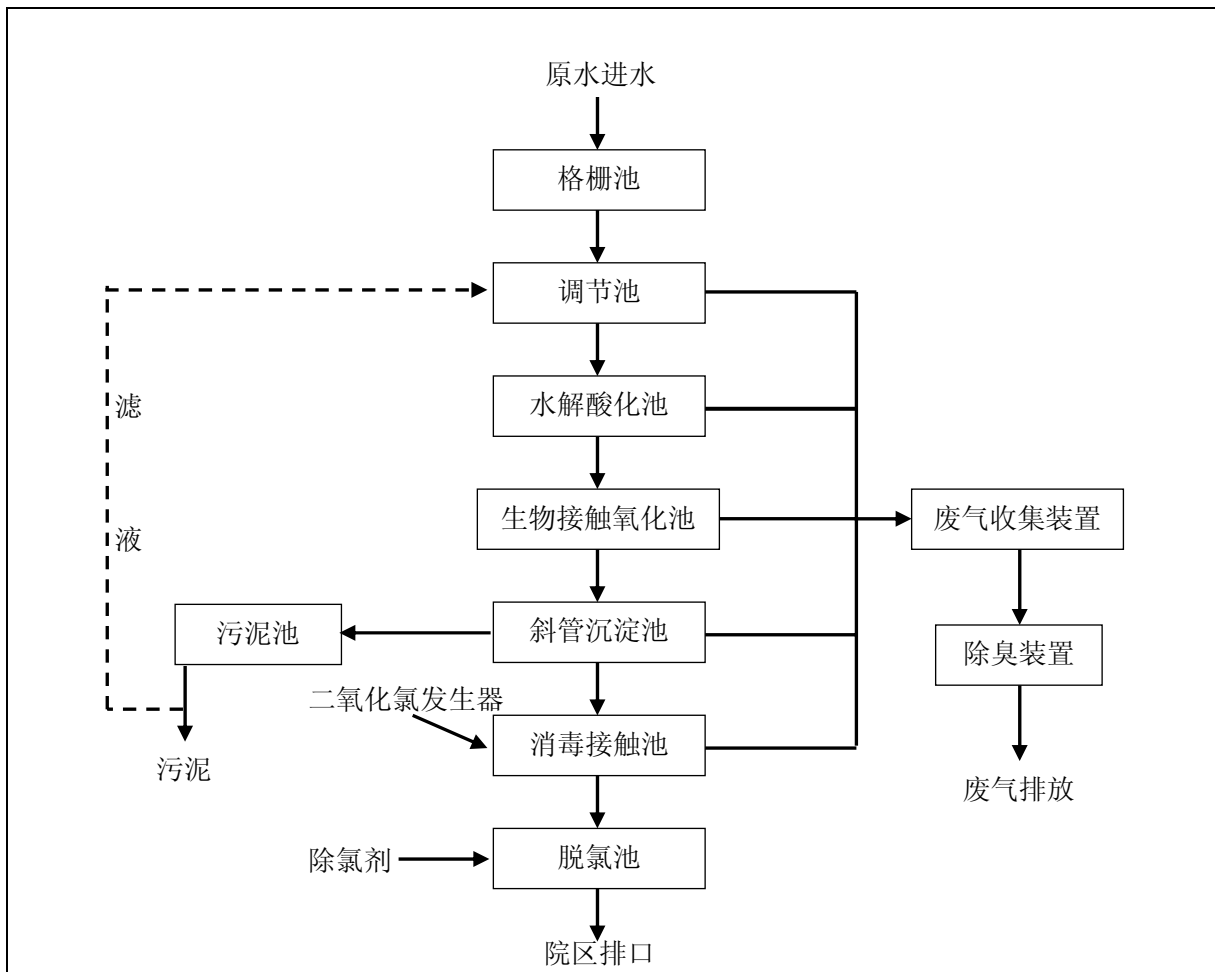 原水进水
格栅池
调节池
滤
水解酸化池
液
生物接触氧化池
废气收集装置
污泥池
斜管沉淀池
除臭装置
二氧化氯发生器
消毒接触池
污泥
废气排放
除氯剂
脱氯池
院区排口